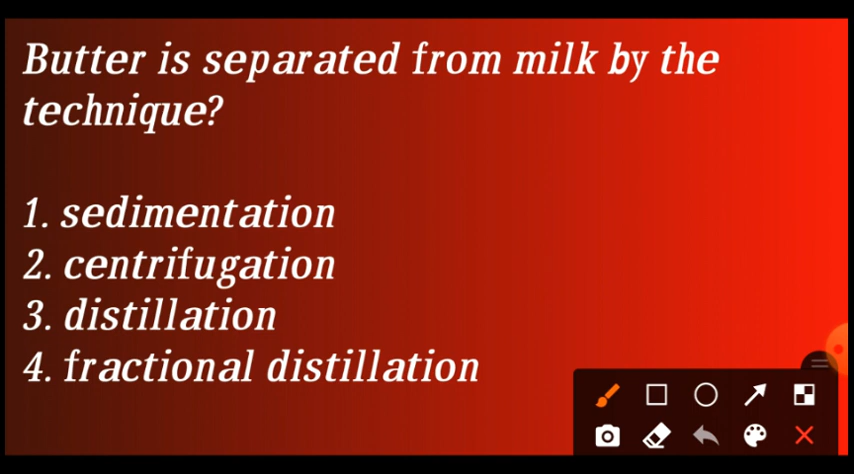 Butter is separated from milk by the
technique?
1. sedimentation
2. centrifugation
3. distillation
4. fractional distillation